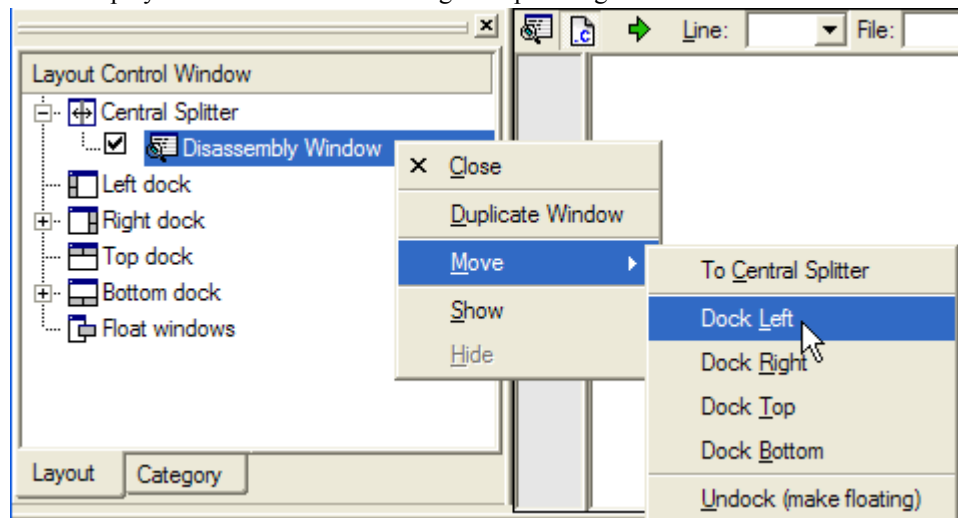 Layout Control Window
Central Splitter
Disassembly Window
Left dock
Right dock
Top dock
Bottom dock
Float windows
Layout
Category
.c
Line:
File:
Close
Duplicate Window
Move
Show
Hide
To Central Splitter
Dock Left
Dock Right
Dock Top
Dock Bottom
Undock (make floating)